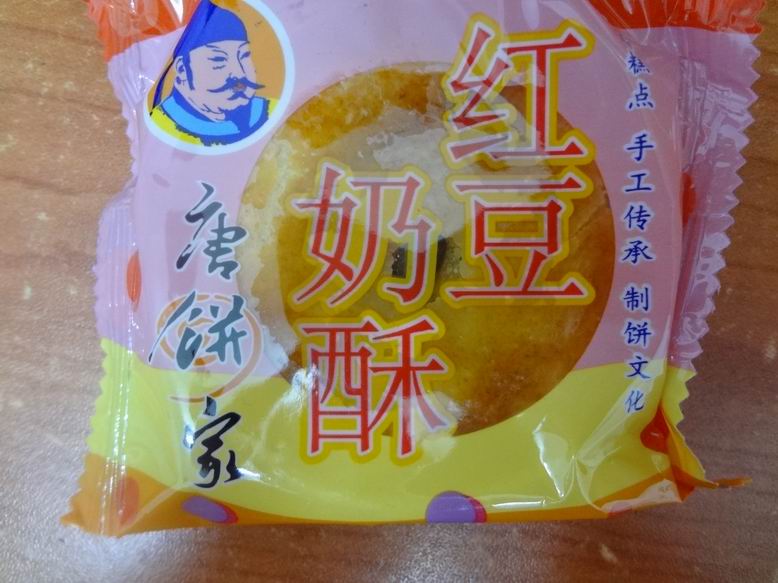 红豆
奶酥
唐饼家
糕点 手工传承 制饼文化